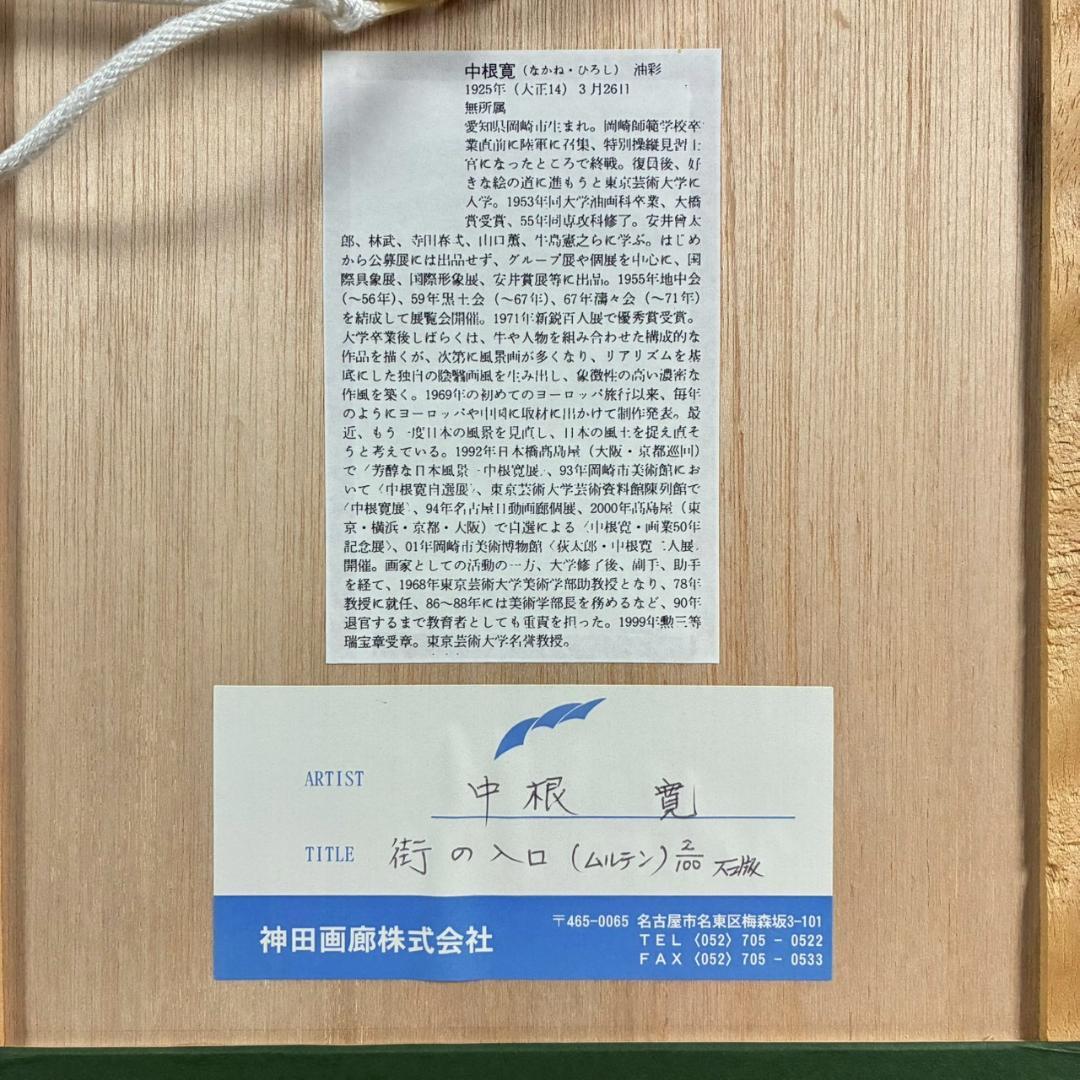 中根寛(なかね・ひろし) 油彩
1925年(大正14)3月26日
無所属
愛知県岡崎市生まれ。岡崎師範学校卒
業直前に陸軍に召集、特別操縦見習士
官になったところで終戦。復員後、好
きな絵の道に進もうと東京芸術大学に
入学。1953年同大学油画科卒業、大橋
賞受賞、55年同専攻科修了。安井曾太
郎、林武、寺田春弌、山口薫、牛島憲之らに学ぶ。はじめ
から公募展には出品せず、グループ展や個展を中心に、国
際具象展、国際形象展、安井賞展等に出品。1955年地中会
(〜56年)、59年黒土会(〜67年)、67年濤々会(〜71年)
を結成して展覧会開催。1971年新鋭百人展で優秀賞受賞。
大学卒業後しばらくは、牛や人物を組み合わせた構成的な
作品を描くが、次第に風景画が多くなり、リアリズムを基
底にした独自の陰翳画風を生み出し、象徴性の高い濃密な
作風を築く。1969年の初めてのヨーロッパ旅行以来、毎年
のようにヨーロッパや中国に取材に出かけて制作発表。最
近、もう一度日本の風景を見直し、日本の風土を捉え直そ
うと考えている。1992年日本橋髙島屋(大阪・京都巡回)
で〈芳醇な日本風景―中根寛展〉、93年岡崎市美術館にお
いて〈中根寛自選展〉、東京芸術大学芸術資料館陳列館で
〈中根寛展〉、94年名古屋日動画廊個展、2000年髙島屋(東
京・横浜・京都・大阪)で自選による〈中根寛・画業50年
記念展〉、01年岡崎市美術博物館〈荻太郎・中根寛二人展〉
開催。画家としての活動の一方、大学修了後、副手、助手
を経て、1968年東京芸術大学美術学部助教授となり、78年
教授に就任、86〜88年には美術学部長を務めるなど、90年
退官するまで教育者としても重責を担った。1999年勲三等
瑞宝章受章。東京芸術大学名誉教授。
ARTIST 中根 寛
TITLE 街の入口(ムルテン) 2/100 石版
神田画廊株式会社
〒465-0065 名古屋市名東区梅森坂3-101
TEL〈052〉705-0522
FAX〈052〉705-0533